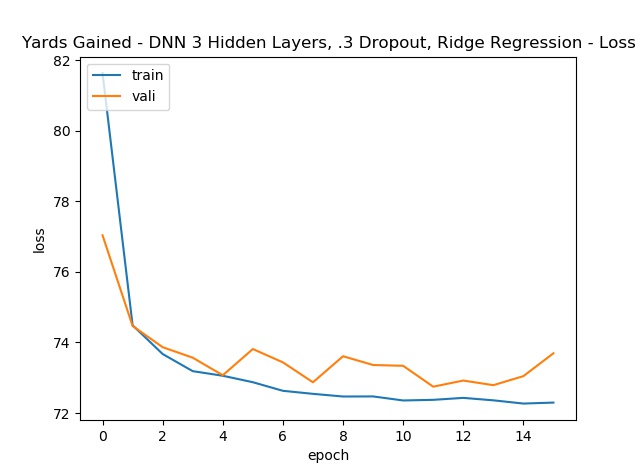 Yards Gained - DNN 3 Hidden Layers, .3 Dropout, Ridge Regression - Loss
82
train
vali
80
78
76
loss
74
72
0 2 4 6 8 10 12 14
epoch